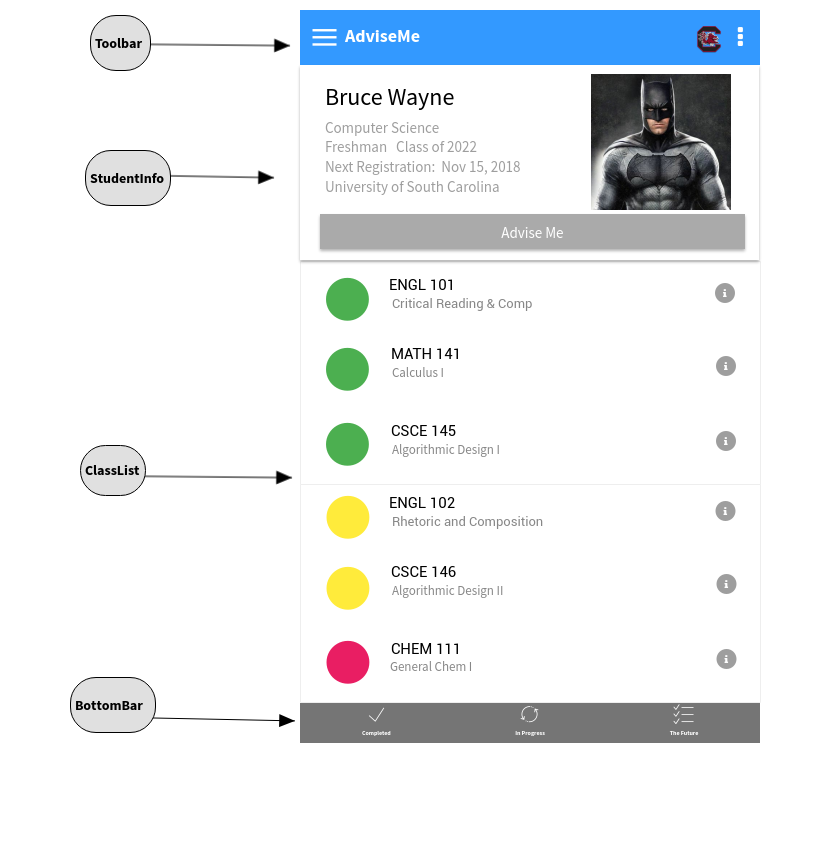 Toolbar
AdviseMe
StudentInfo
Bruce Wayne
Computer Science
Freshman Class of 2022
Next Registration: Nov 15, 2018
University of South Carolina
Advise Me
ENGL 101
Critical Reading & Comp
MATH 141
Calculus I
CSCE 145
Algorithmic Design I
ClassList
ENGL 102
Rhetoric and Composition
CSCE 146
Algorithmic Design II
CHEM 111
General Chem I
BottomBar
Completed
In Progress
The Future